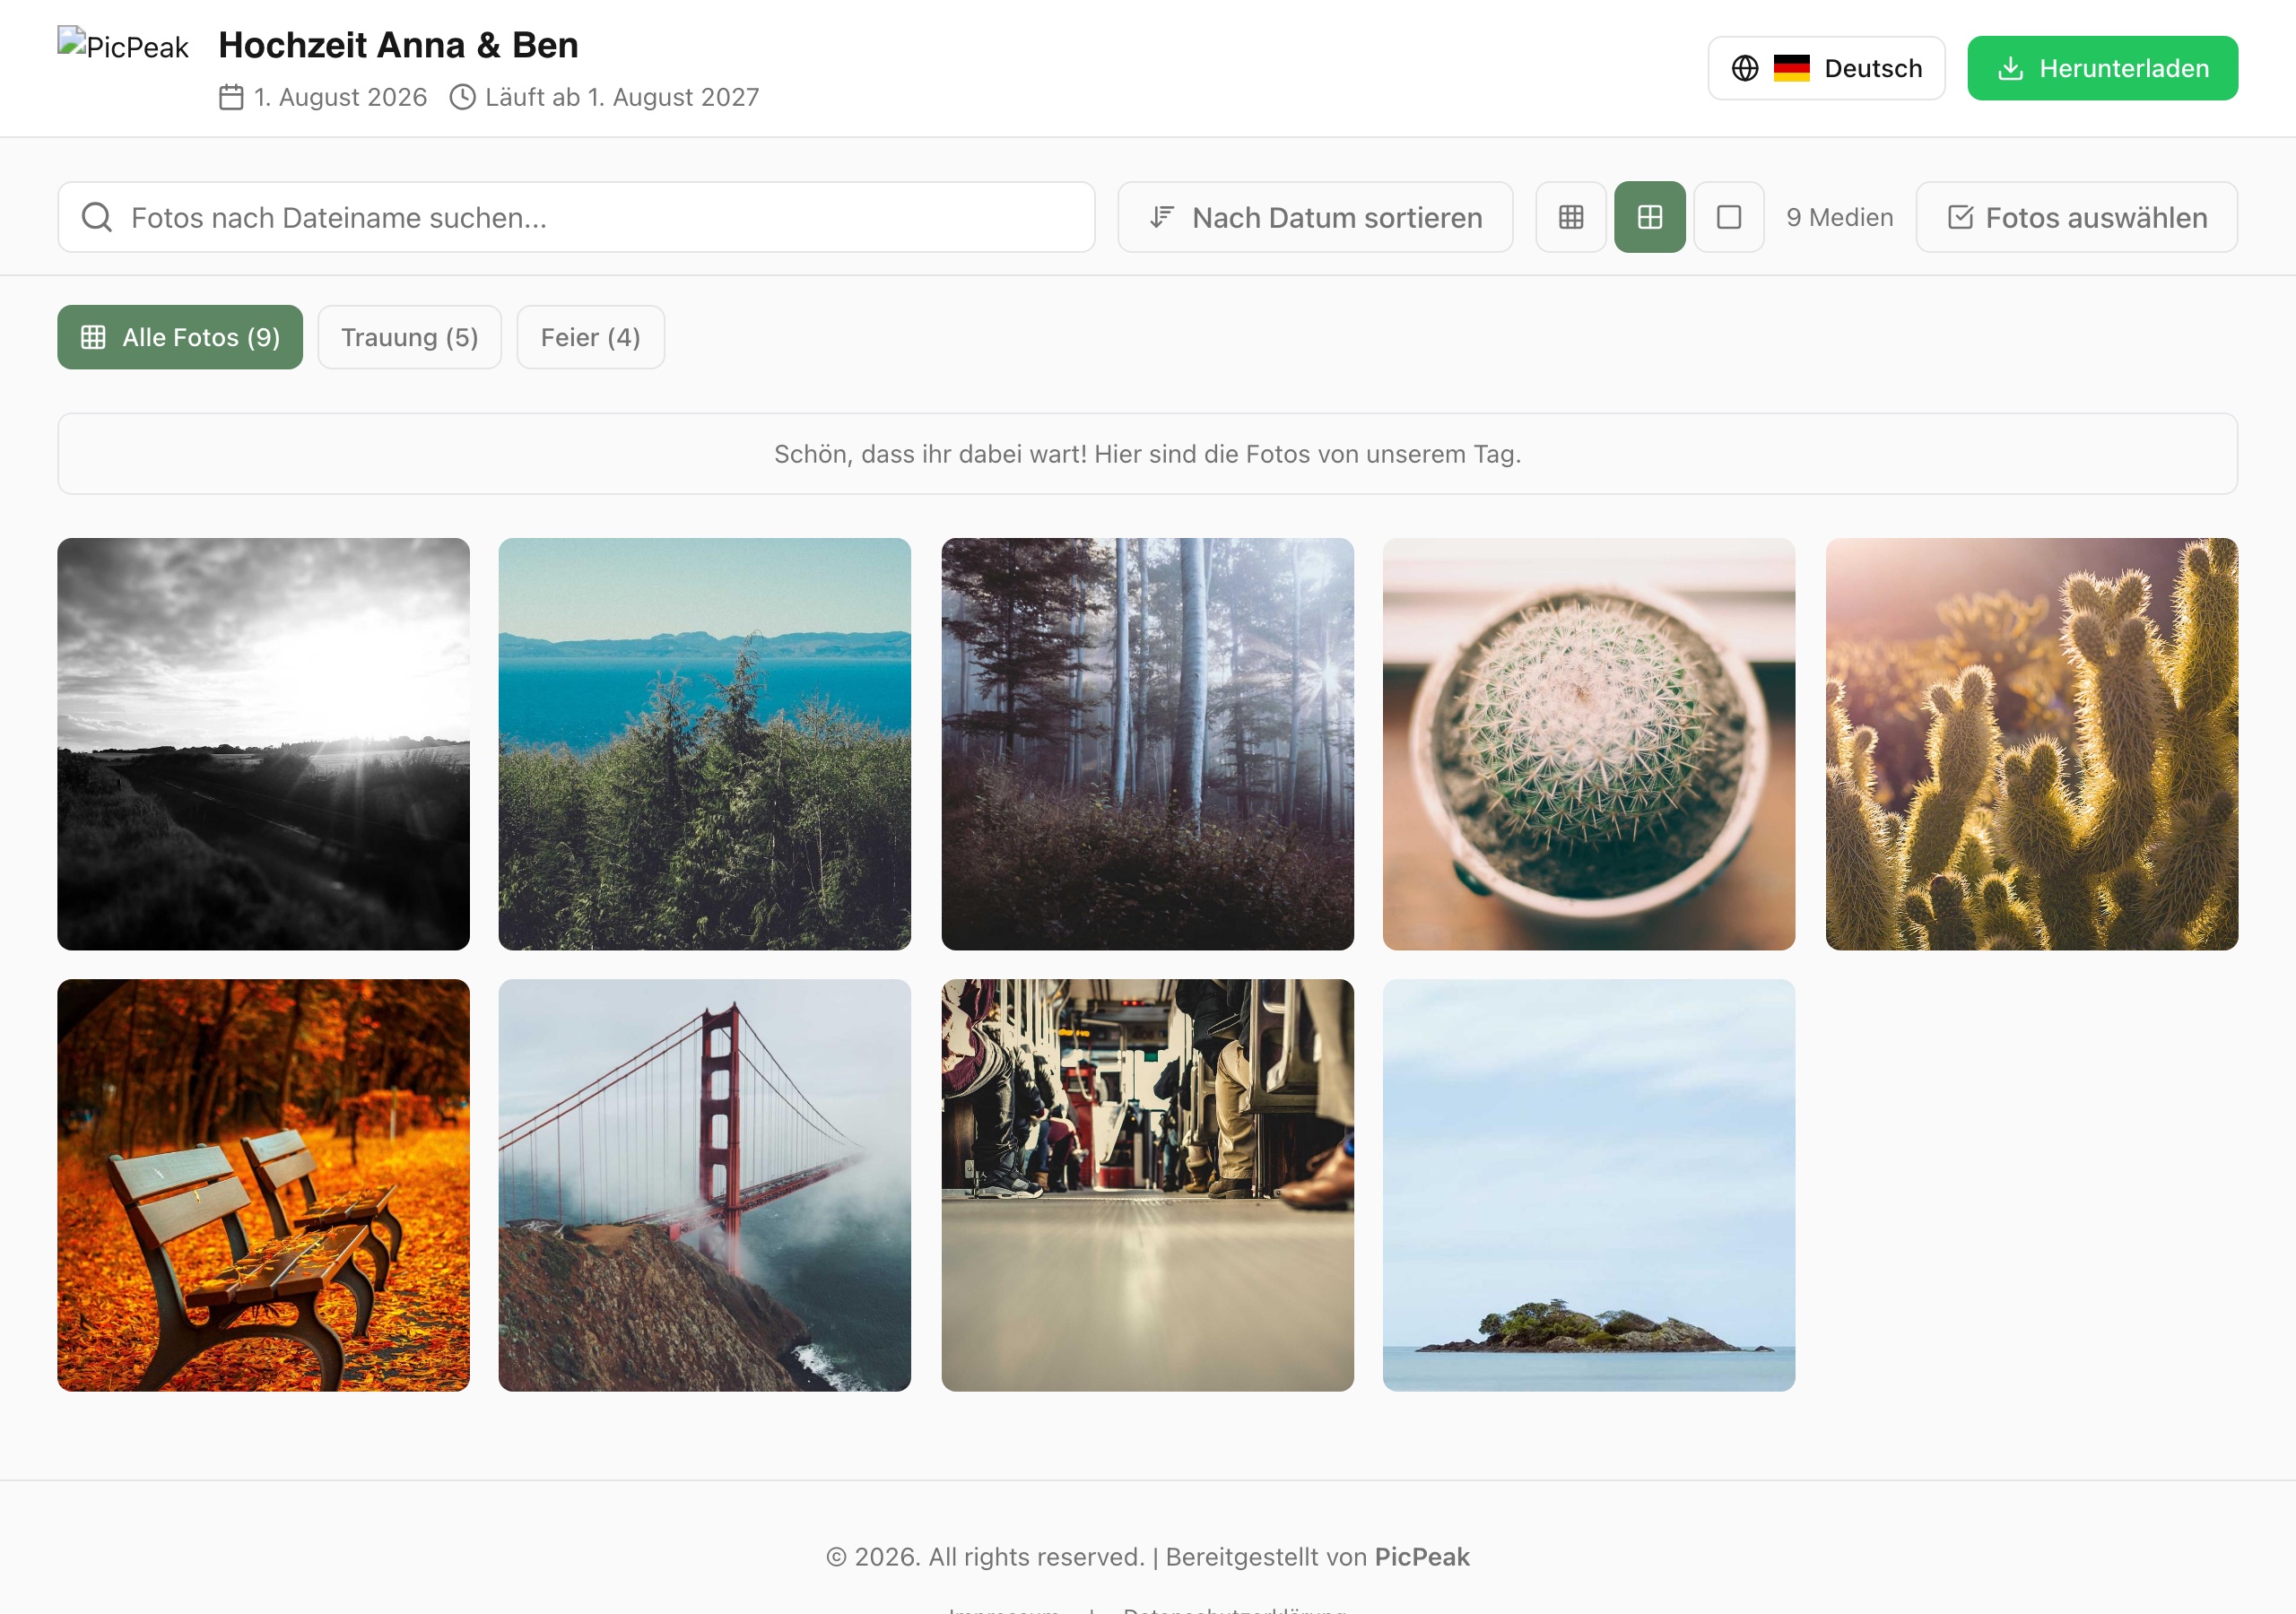 PicPeak
Hochzeit Anna & Ben
1. August 2026 Läuft ab 1. August 2027
Deutsch
Herunterladen
Fotos nach Dateiname suchen...
Nach Datum sortieren
9 Medien
Fotos auswählen
Alle Fotos (9)
Trauung (5)
Feier (4)
Schön, dass ihr dabei wart! Hier sind die Fotos von unserem Tag.
© 2026. All rights reserved. | Bereitgestellt von PicPeak
Impressum | Datenschutzerklärung